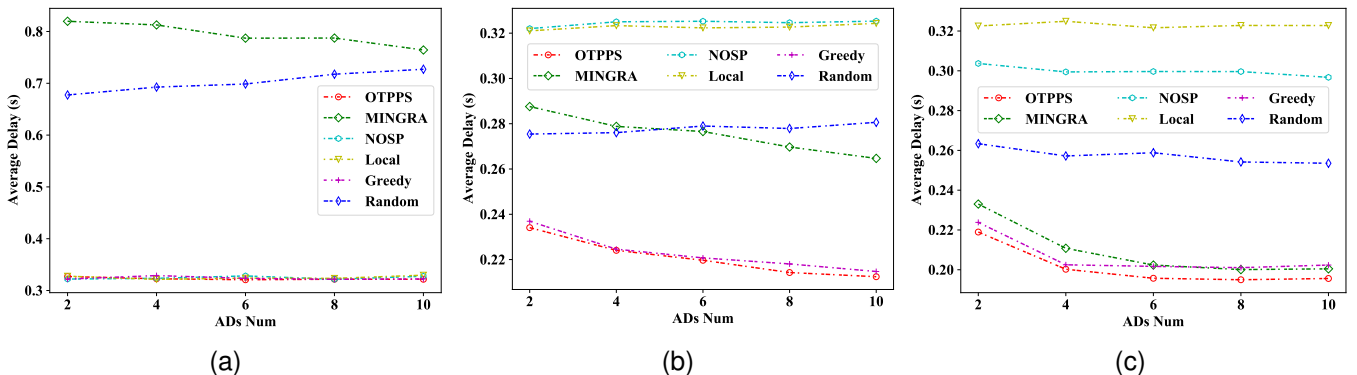 0.8
0.7
0.6
0.5
0.4
0.3
Average Delay (s)
OTPPS
MINGRA
NOSP
Local
Greedy
Random
2 4 6 8 10
ADs Num
(a)
0.32
0.30
0.28
0.26
0.24
0.22
Average Delay (s)
OTPPS NOSP Greedy
MINGRA Local Random
2 4 6 8 10
ADs Num
(b)
0.32
0.30
0.28
0.26
0.24
0.22
0.20
Average Delay (s)
OTPPS NOSP Greedy
MINGRA Local Random
2 4 6 8 10
ADs Num
(c)